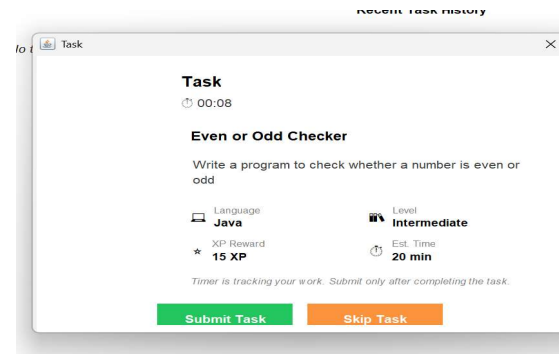 Recent Task History
lo t
Task
Task
00:08
Even or Odd Checker
Write a program to check whether a number is even or
odd
Language
Java
Level
Intermediate
XP Reward
15 XP
Est. Time
20 min
Timer is tracking your work. Submit only after completing the task.
Submit Task
Skip Task